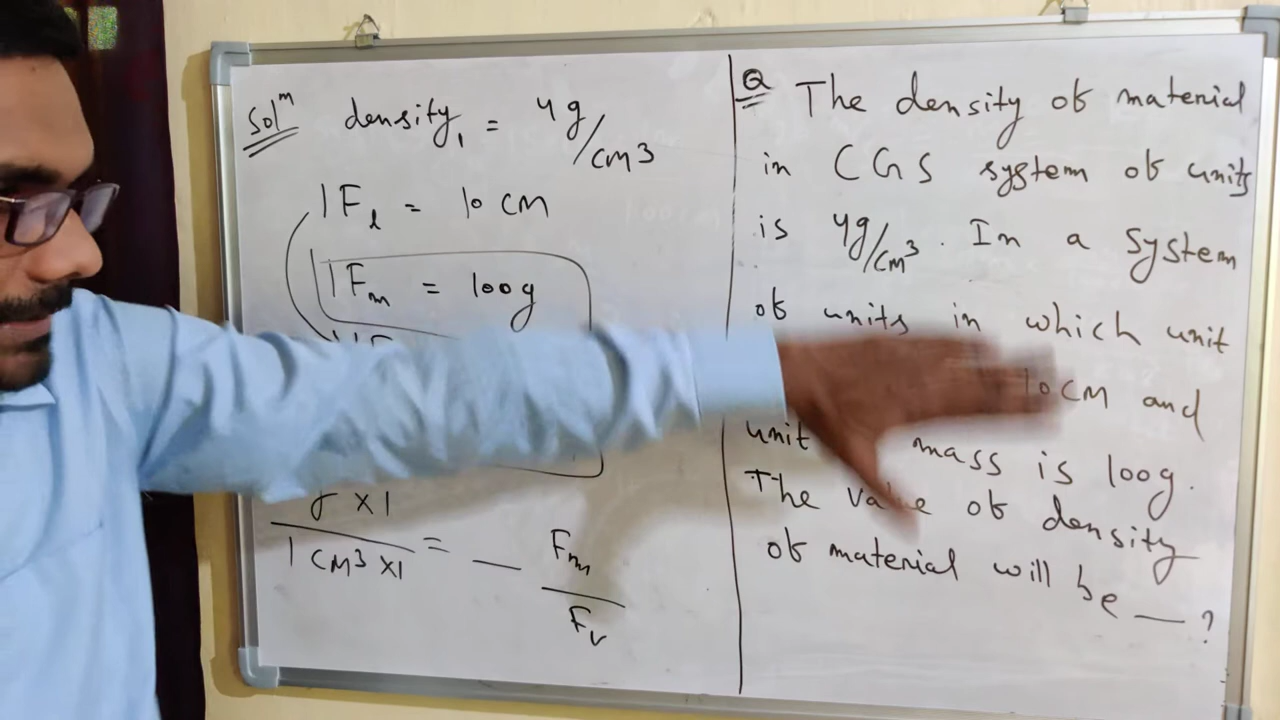 Solⁿ density₁ = 4g/cm³
1Fₗ = 10 CM
1Fₘ = 100g
1F
× 1
1 CM³ ×1 = — Fₘ/Fᵥ
Q The density of material
in CGS system of units
is 4g/cm³. In a system
of units in which unit
10CM and
unit mass is 100g.
The value of density
of material will be — ?